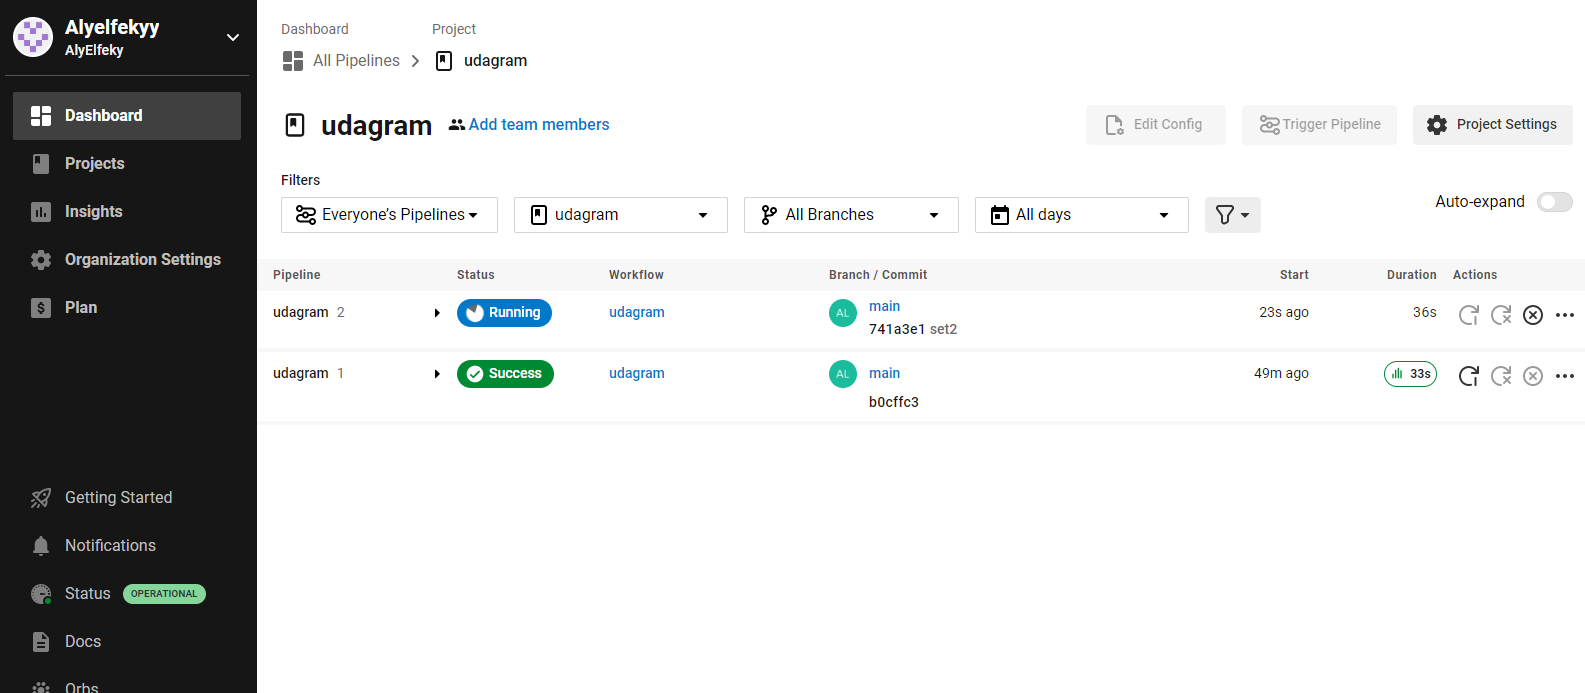 Alyelfekyy
AlyElfeky
Dashboard
Projects
Insights
Organization Settings
Plan
Getting Started
Notifications
Status OPERATIONAL
Docs
Orbs
Dashboard Project
All Pipelines udagram
udagram Add team members Edit Config Trigger Pipeline Project Settings
Filters
Everyone's Pipelines udagram All Branches All days Auto-expand
Pipeline Status Workflow Branch / Commit Start Duration Actions
udagram 2 Running udagram AL main 23s ago 36s
741a3e1 set2
udagram 1 Success udagram AL main 49m ago 33s
b0cffc3